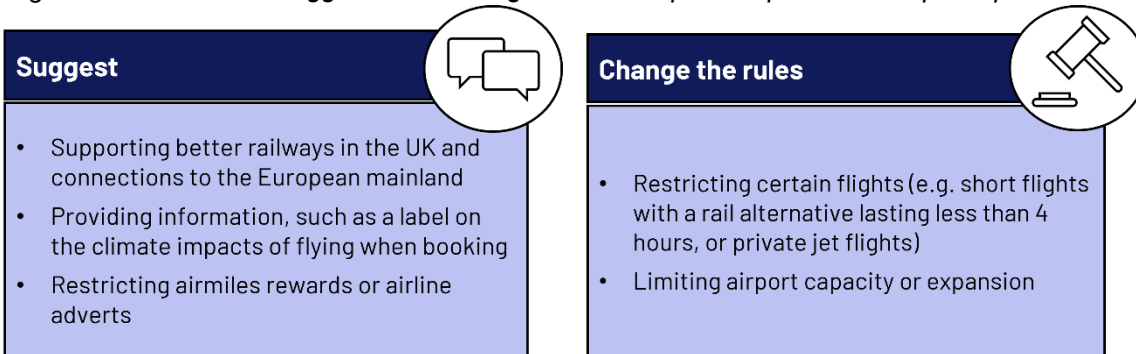 Suggest
• Supporting better railways in the UK and
connections to the European mainland
• Providing information, such as a label on
the climate impacts of flying when booking
• Restricting airmiles rewards or airline
adverts
Change the rules
• Restricting certain flights (e.g. short flights
with a rail alternative lasting less than 4
hours, or private jet flights)
• Limiting airport capacity or expansion